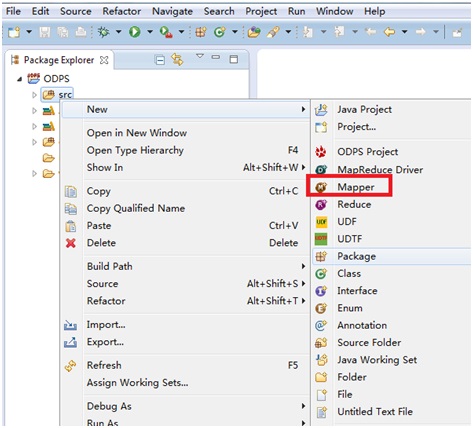 File Edit Source Refactor Navigate Search Project Run Window Help
Package Explorer
ODPS
src
New
Open in New Window
Open Type Hierarchy F4
Show In Alt+Shift+W
Copy Ctrl+C
Copy Qualified Name
Paste Ctrl+V
Delete Delete
Build Path
Source Alt+Shift+S
Refactor Alt+Shift+T
Import...
Export...
Refresh F5
Assign Working Sets...
Debug As
Run As
Java Project
Project...
ODPS Project
MapReduce Driver
Mapper
Reduce
UDF
UDTF
Package
Class
Interface
Enum
Annotation
Source Folder
Java Working Set
Folder
File
Untitled Text File